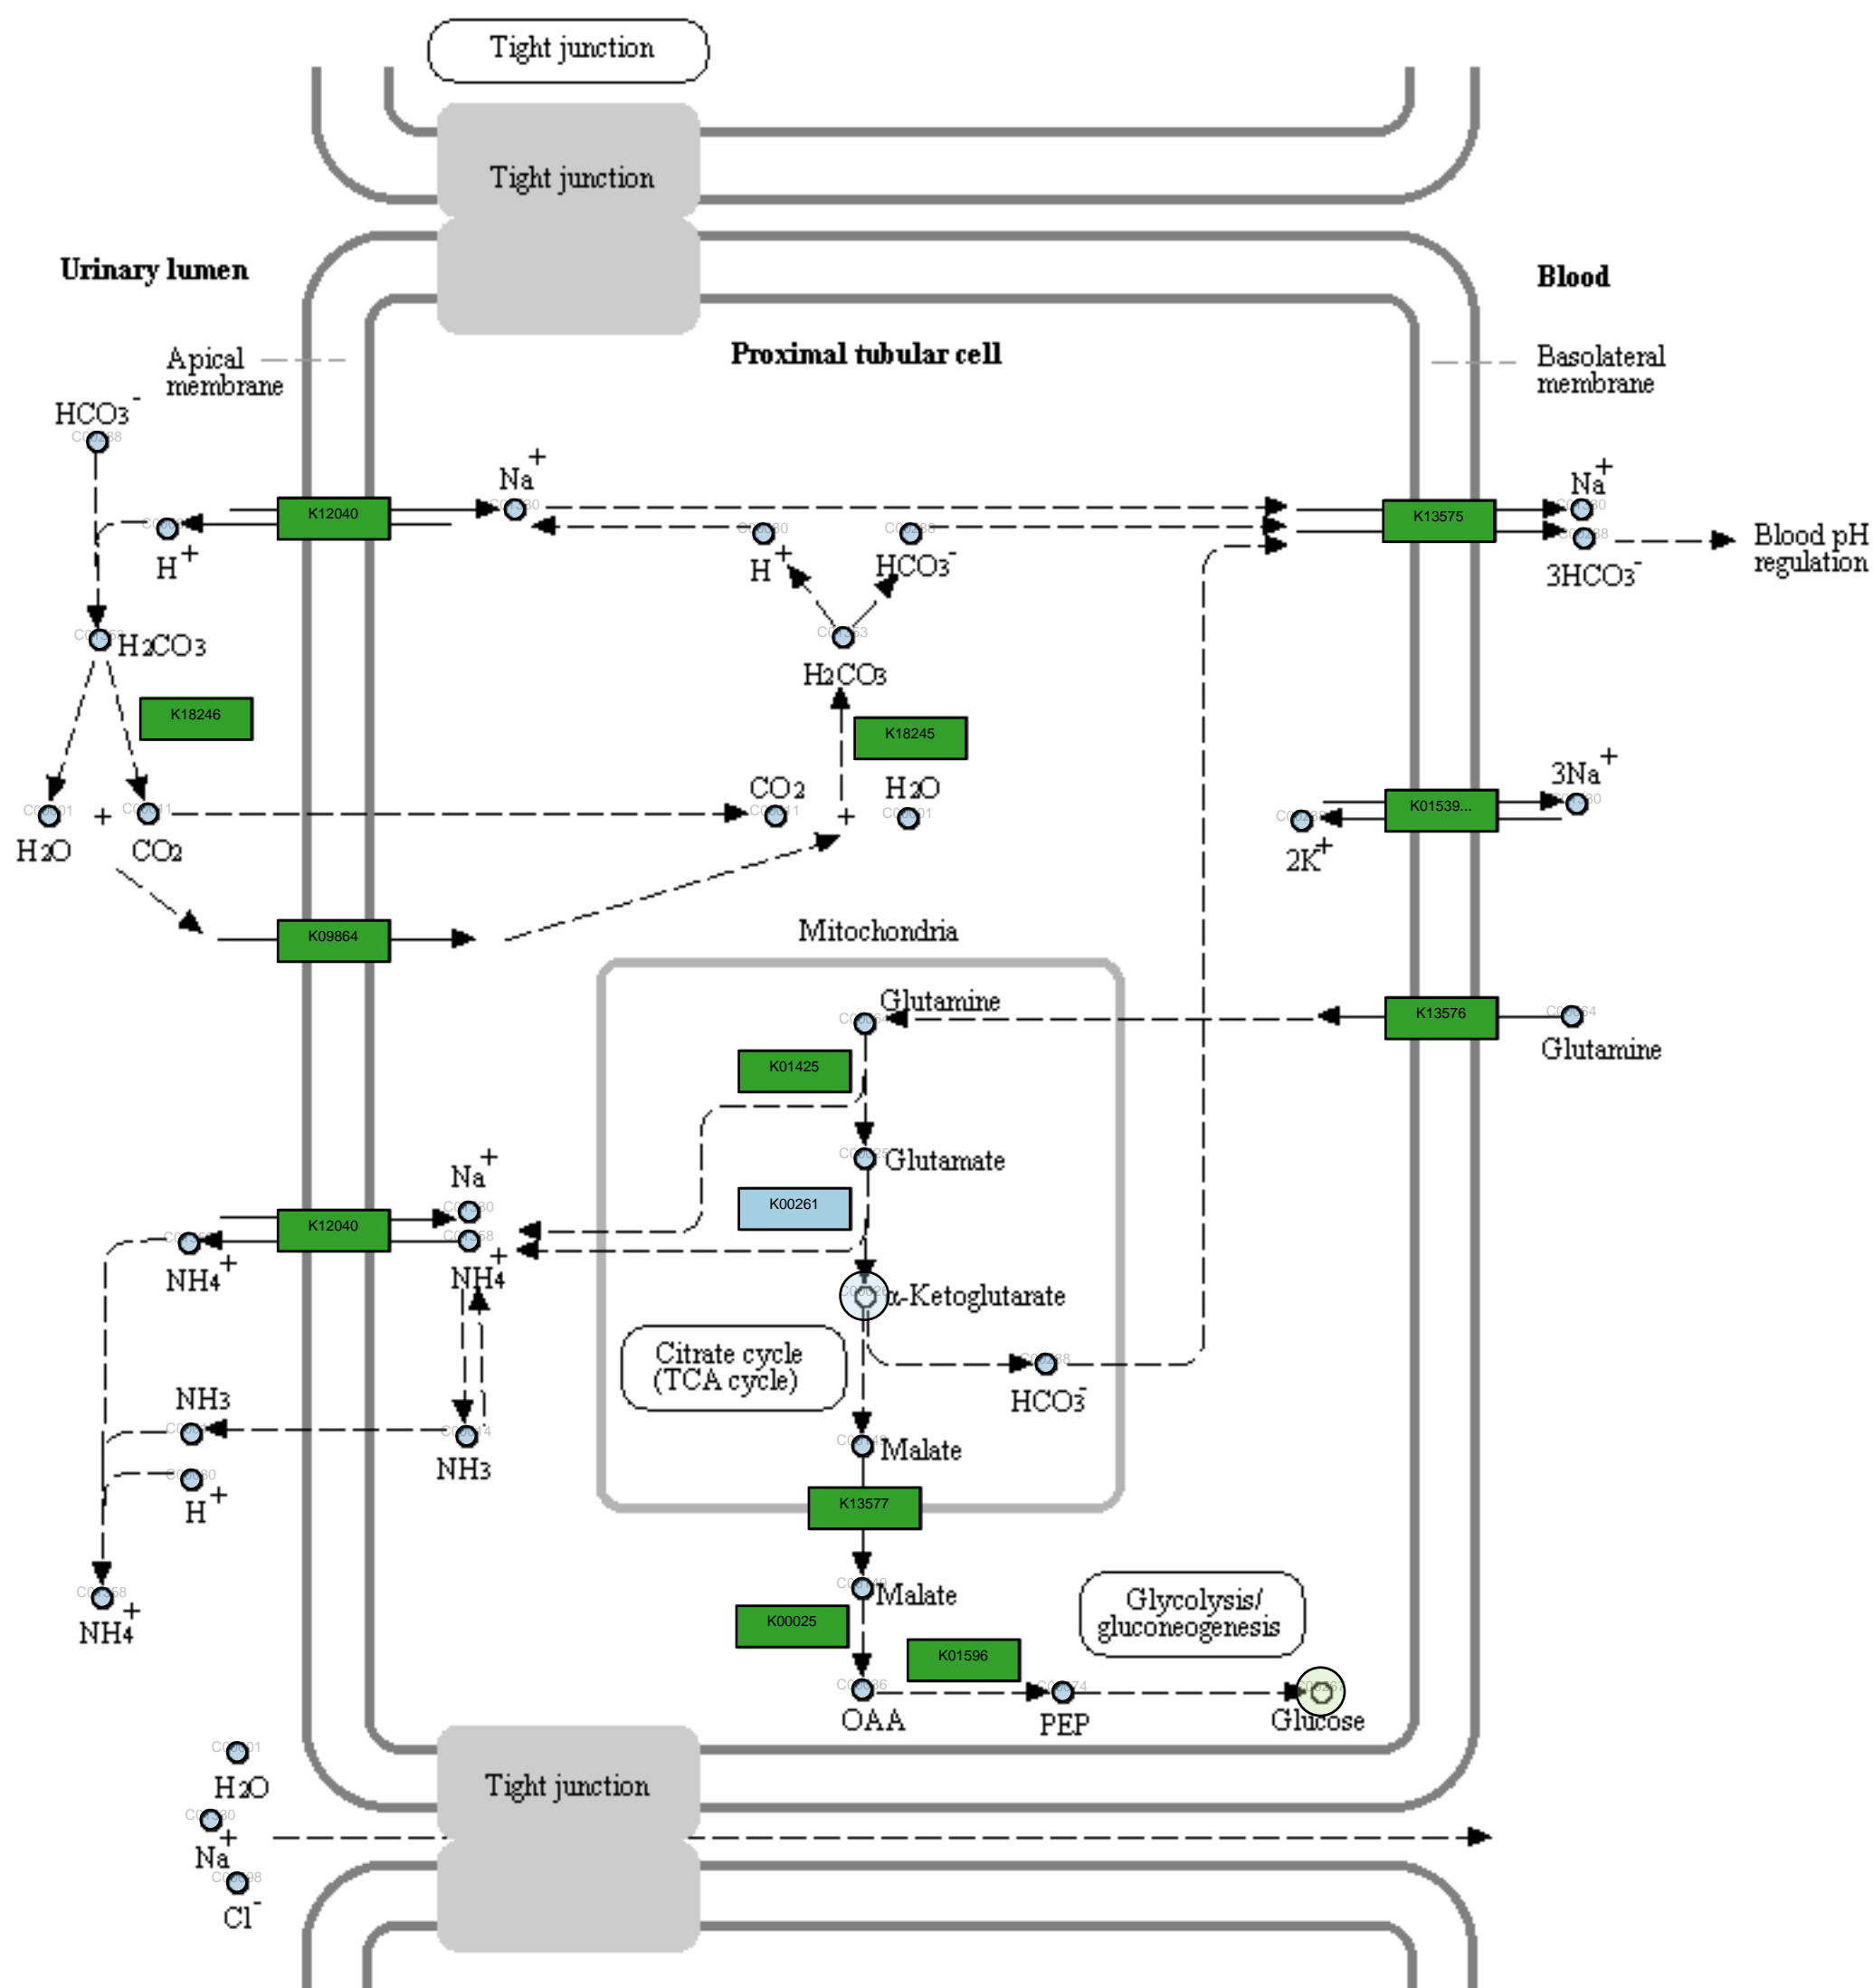 Tight junction
Tight junction
Urinary lumen
Blood
Proximal tubular cell
Apical
membrane
Basolateral
membrane
HCO3-
Na+
K12040
H+
H+
HCO3-
K13575
Na+
3HCO3-
Blood pH
regulation
H2CO3
H2CO3
K18246
K18245
CO2
H2O
H2O
+
CO2
+
K01539...
3Na+
2K+
K09864
Mitochondria
Glutamine
K13576
Glutamine
K01425
Glutamate
Na+
K00261
K12040
NH4+
NH4+
α-Ketoglutarate
Citrate cycle
(TCA cycle)
HCO3-
NH3
NH3
Malate
H+
K13577
NH4+
Malate
Glycolysis/
gluconeogenesis
K00025
K01596
OAA
PEP
Glucose
Tight junction
H2O
Na+
Cl-